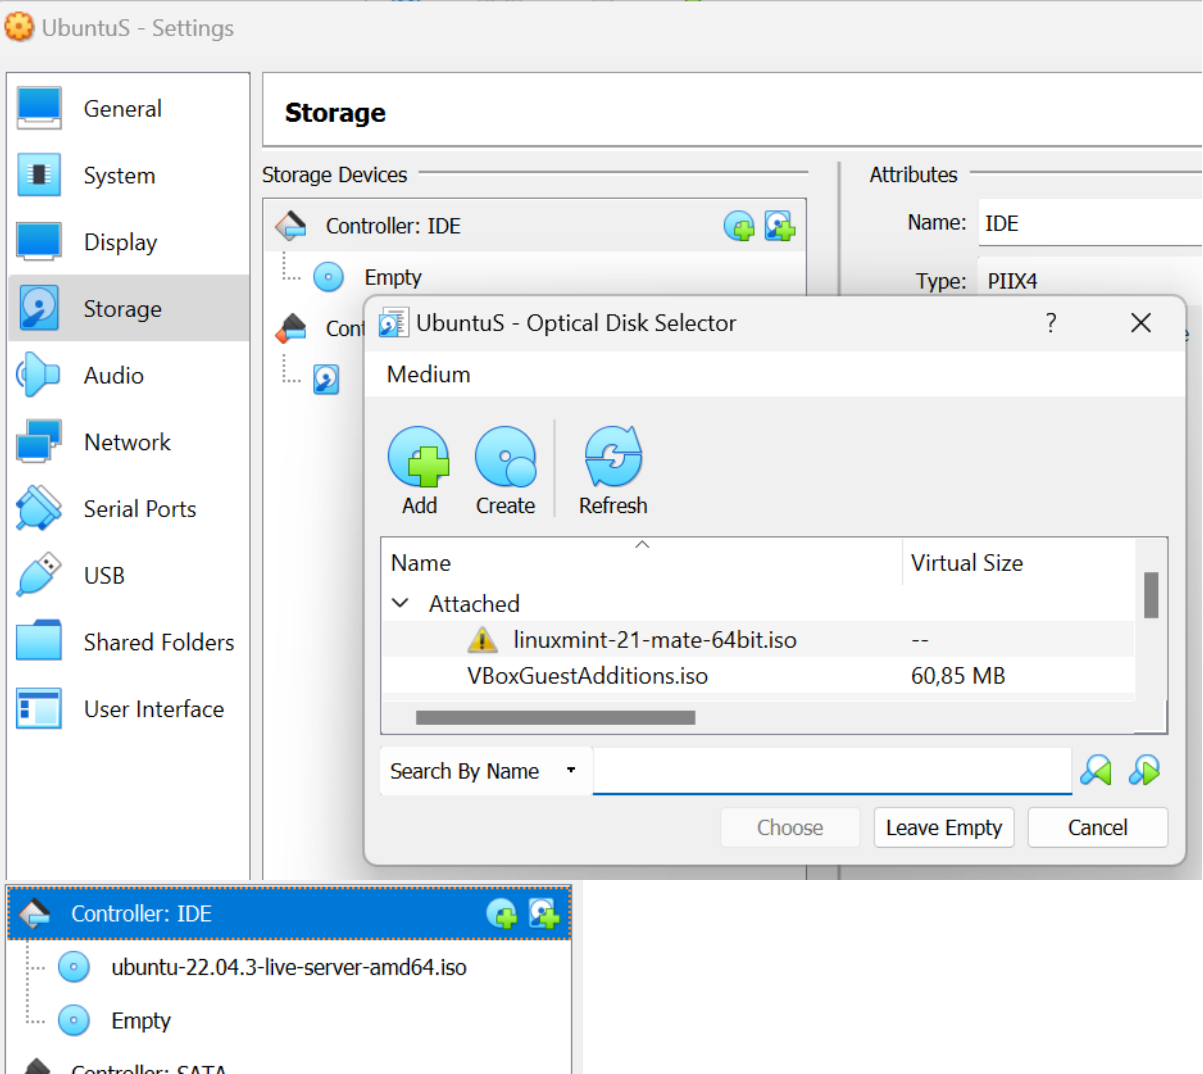 UbuntuS - Settings
General
System
Display
Storage
Audio
Network
Serial Ports
USB
Shared Folders
User Interface
Storage
Storage Devices
Controller: IDE
Empty
Cont
Attributes
Name: IDE
Type: PIIX4
UbuntuS - Optical Disk Selector
?
Medium
Add
Create
Refresh
Name
Virtual Size
Attached
linuxmint-21-mate-64bit.iso
--
VBoxGuestAdditions.iso
60,85 MB
Search By Name
Choose
Leave Empty
Cancel
Controller: IDE
ubuntu-22.04.3-live-server-amd64.iso
Empty
Controller: SATA